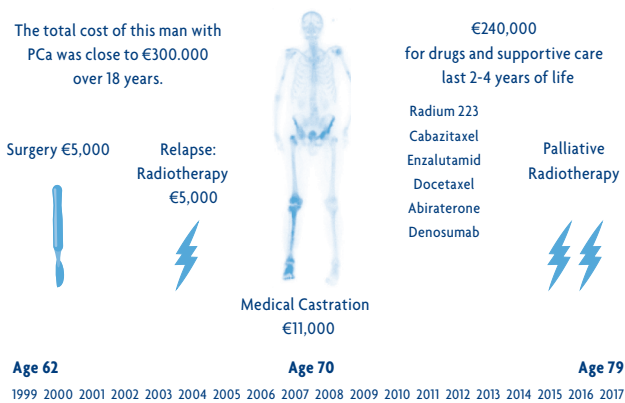 The total cost of this man with
PCa was close to €300.000
over 18 years.
€240,000
for drugs and supportive care
last 2-4 years of life
Radium 223
Cabazitaxel
Enzalutamid
Docetaxel
Abiraterone
Denosumab
Surgery €5,000
Relapse:
Radiotherapy
€5,000
Palliative
Radiotherapy
Medical Castration
€11,000
Age 62
Age 70
Age 79
1999 2000 2001 2002 2003 2004 2005 2006 2007 2008 2009 2010 2011 2012 2013 2014 2015 2016 2017